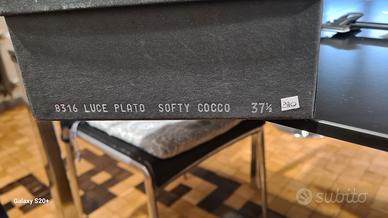 8316 LUCE PLATO SOFTY COCCO 37½
Galaxy S20+
subito